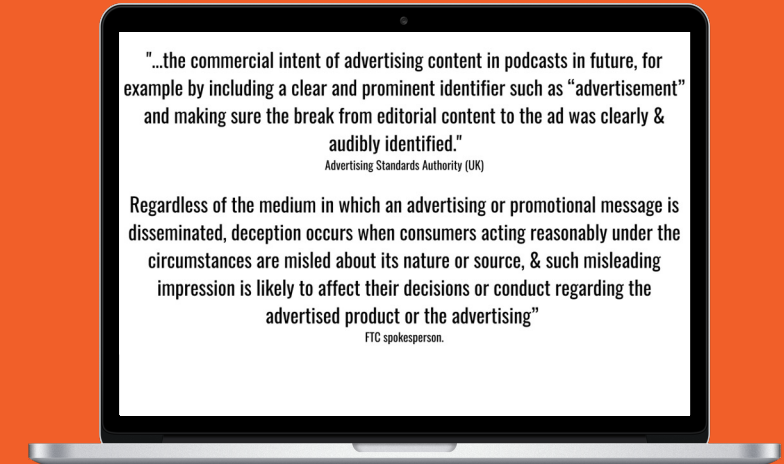 "...the commercial intent of advertising content in podcasts in future, for
example by including a clear and prominent identifier such as “advertisement”
and making sure the break from editorial content to the ad was clearly &
audibly identified."
Advertising Standards Authority (UK)
Regardless of the medium in which an advertising or promotional message is
disseminated, deception occurs when consumers acting reasonably under the
circumstances are misled about its nature or source, & such misleading
impression is likely to affect their decisions or conduct regarding the
advertised product or the advertising”
FTC spokesperson.